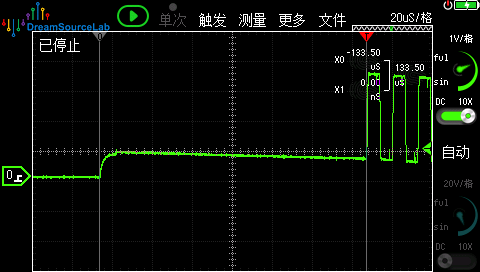 DreamSourceLab 单次 触发 测量 更多 文件 20uS/格
已停止
0
T
1V/格
X0 -133.50
uS 133.50
X1 0.00 uS
nS
ful
sin
DC 10X
自动
20V/格
ful
sin
DC 10X
0